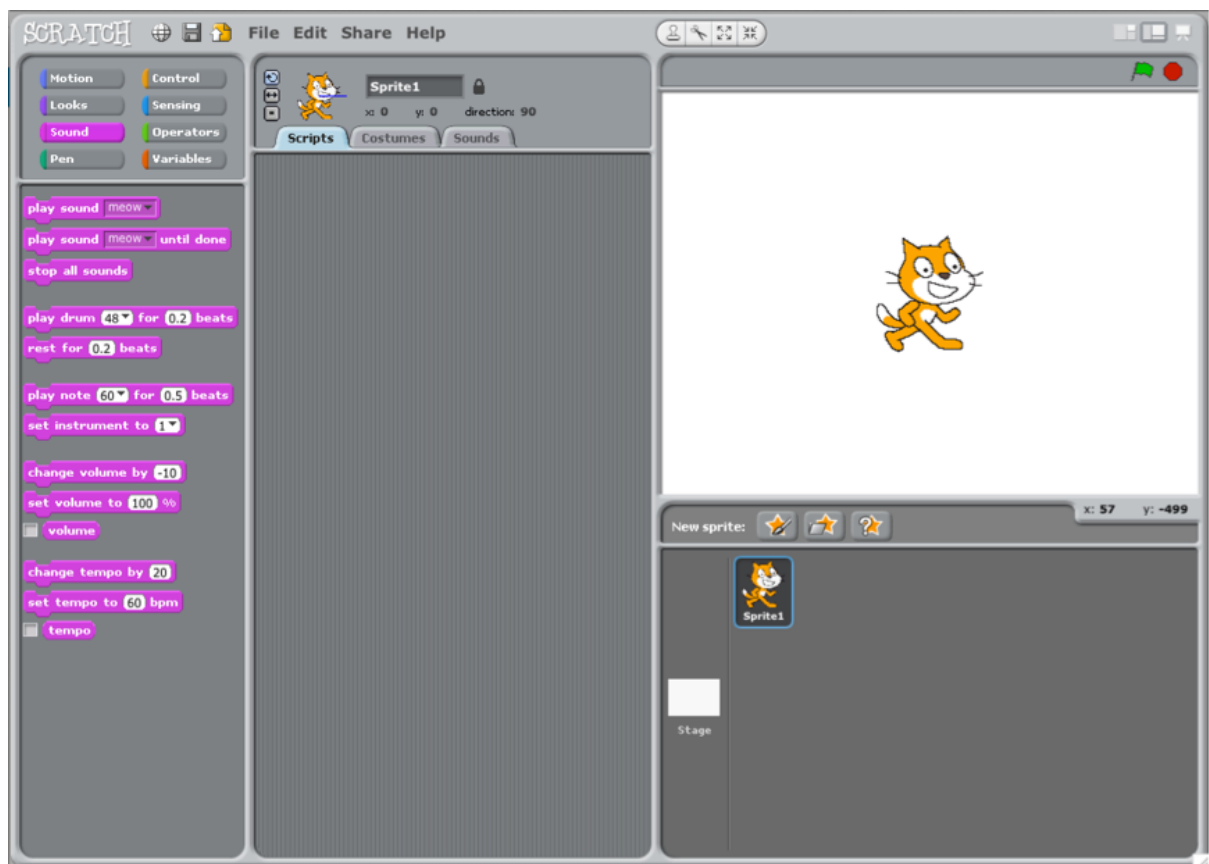 SCRATCH File Edit Share Help
Motion Control
Looks Sensing
Sound Operators
Pen Variables
Sprite1
x: 0 y: 0 direction: 90
Scripts Costumes Sounds
play sound meow
play sound meow until done
stop all sounds
play drum 48 for 0.2 beats
rest for 0.2 beats
play note 60 for 0.5 beats
set instrument to 1
change volume by -10
set volume to 100 %
volume
change tempo by 20
set tempo to 60 bpm
tempo
x: 57 y: -499
New sprite:
Sprite1
Stage